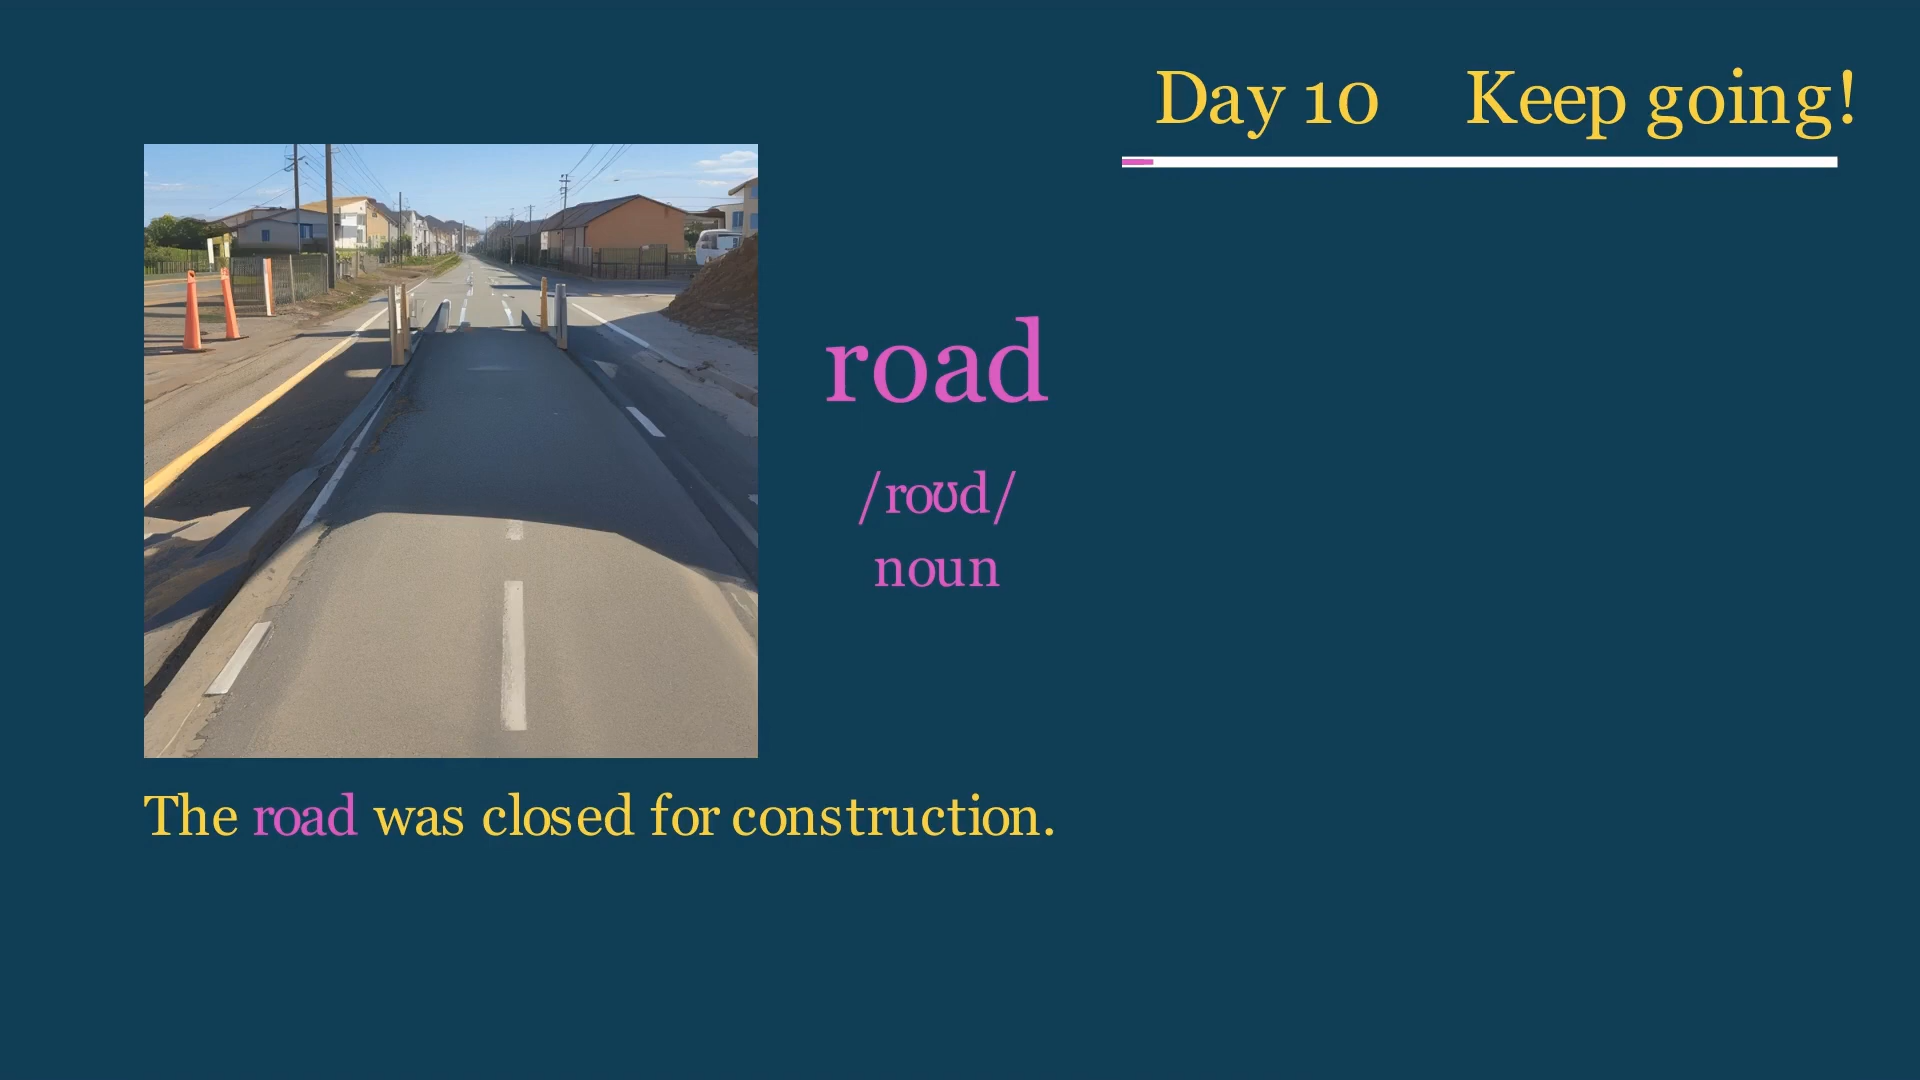 Day 10 Keep going!
road
/roʊd/
noun
The road was closed for construction.